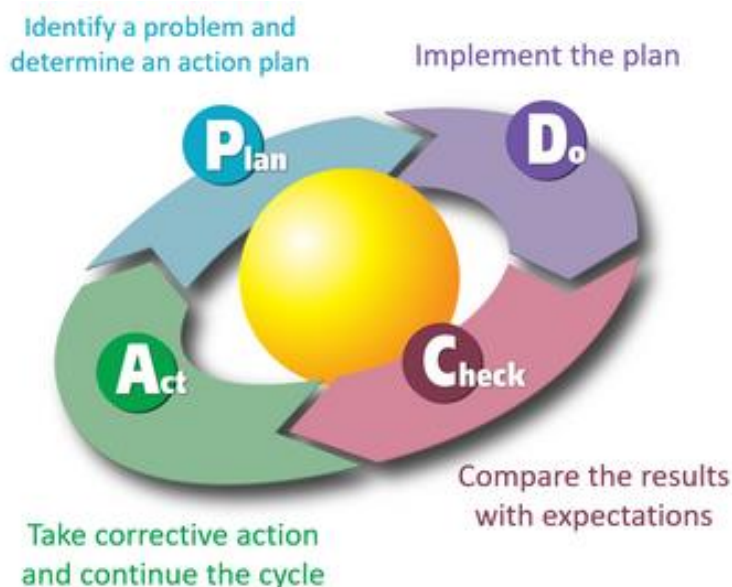 Identify a problem and
determine an action plan
Implement the plan
Plan
Do
Act
Check
Compare the results
with expectations
Take corrective action
and continue the cycle